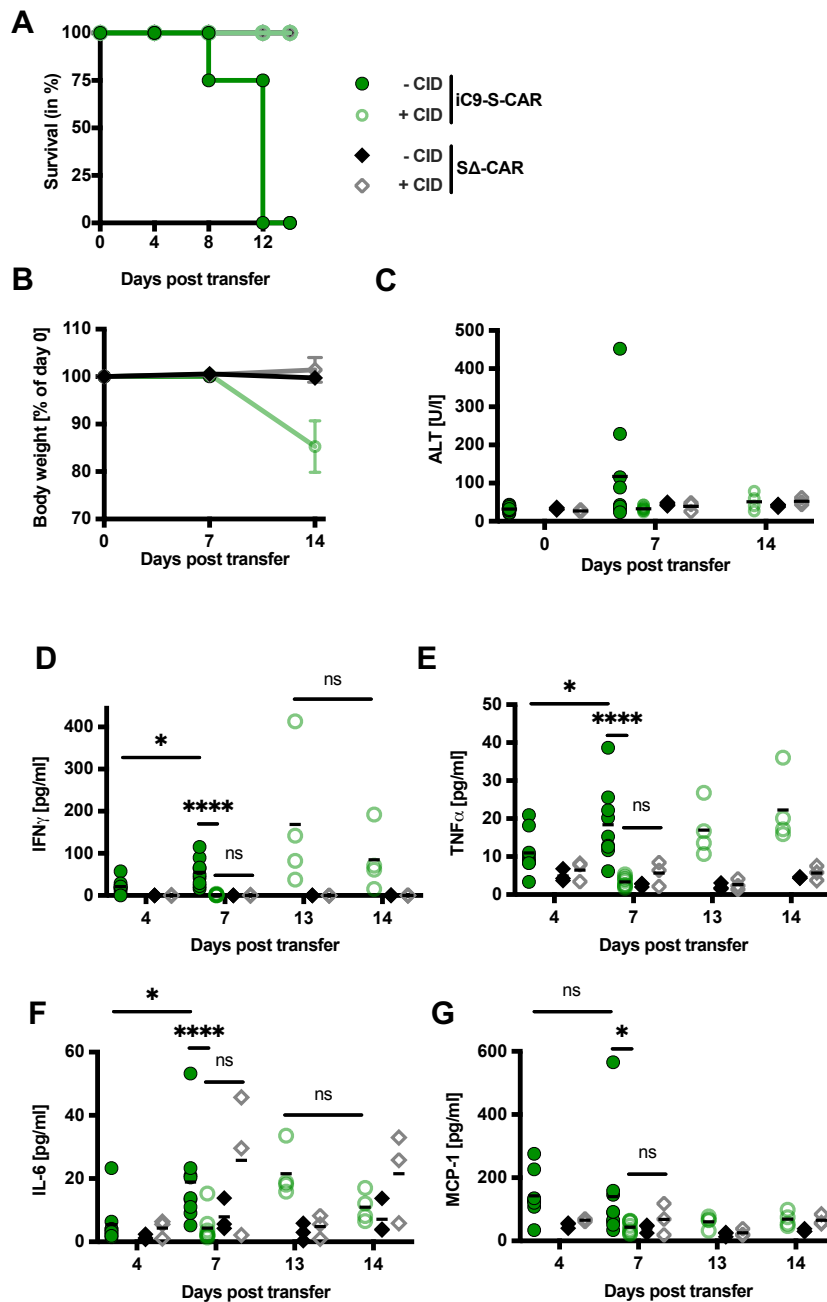 A
100
75
50
25
0
Survival (in %)
0 4 8 12
Days post transfer
- CID
+ CID
iC9-S-CAR
- CID
+ CID
SΔ-CAR
B
110
100
90
80
70
Body weight [% of day 0]
0 7 14
Days post transfer
C
500
400
300
200
100
0
ALT [U/l]
0 7 14
Days post transfer
D
400
300
200
100
0
IFNγ [pg/ml]
* **** ns ns
4 7 13 14
Days post transfer
E
50
40
30
20
10
0
TNFα [pg/ml]
* **** ns
4 7 13 14
Days post transfer
F
60
40
20
0
IL-6 [pg/ml]
* **** ns ns
4 7 13 14
Days post transfer
G
600
400
200
0
MCP-1 [pg/ml]
ns * ns
4 7 13 14
Days post transfer